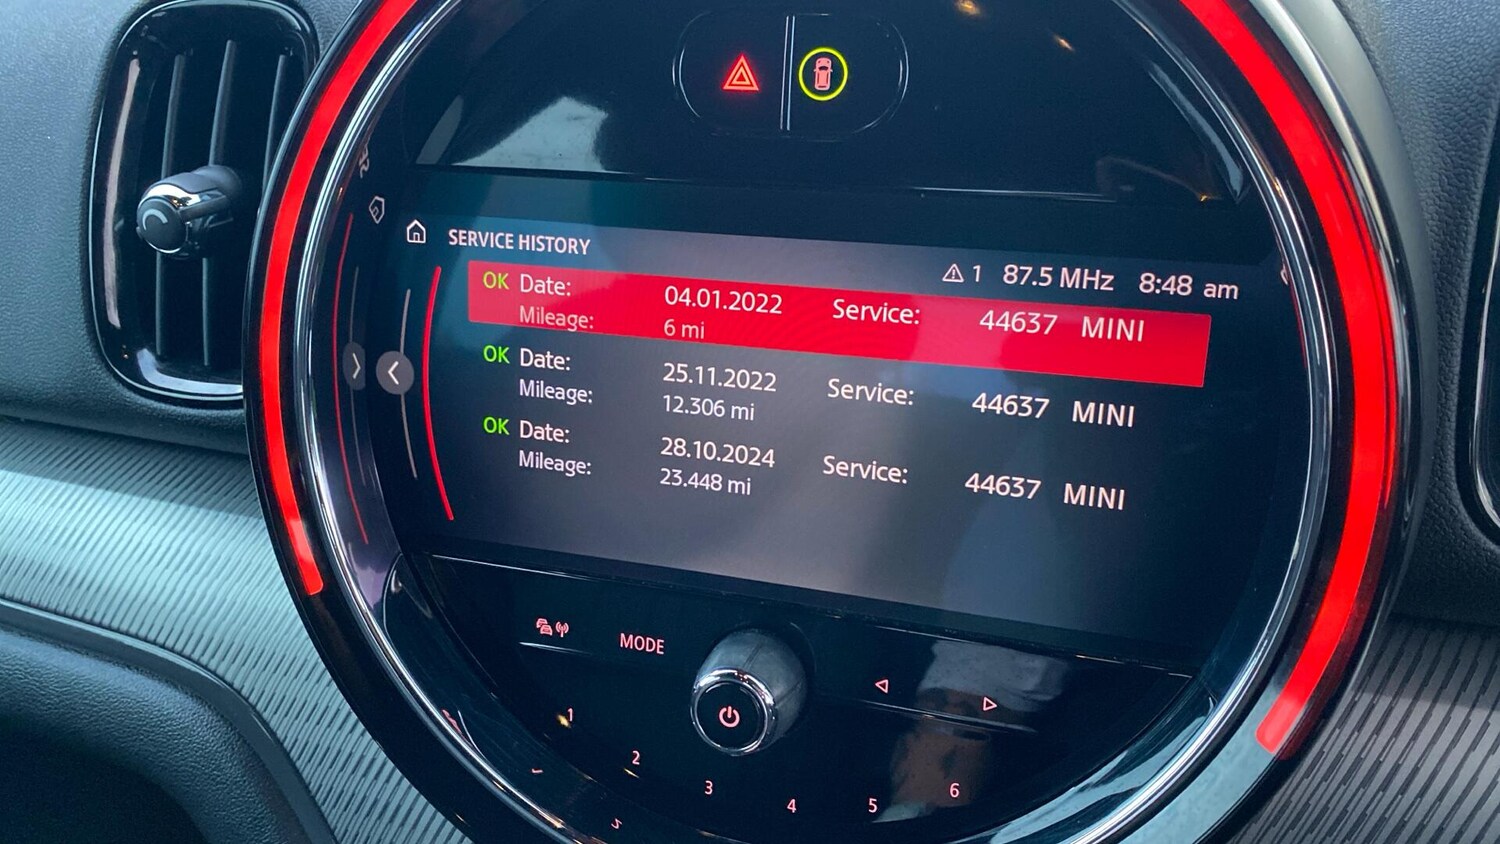 SERVICE HISTORY
1 87.5 MHz 8:48 am
OK Date: 04.01.2022 Service: 44637 MINI
Mileage: 6 mi
OK Date: 25.11.2022 Service: 44637 MINI
Mileage: 12.306 mi
OK Date: 28.10.2024 Service: 44637 MINI
Mileage: 23.448 mi
MODE
1 2 3 4 5 6